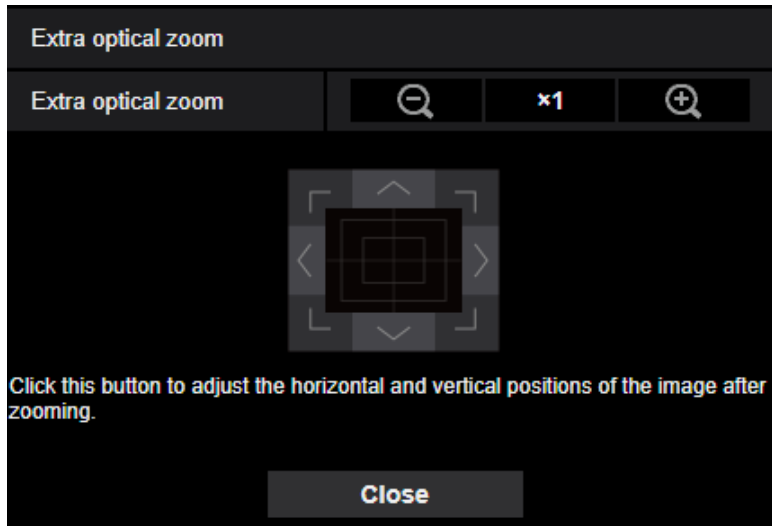 Extra optical zoom
Extra optical zoom
×1
Click this button to adjust the horizontal and vertical positions of the image after
zooming.
Close